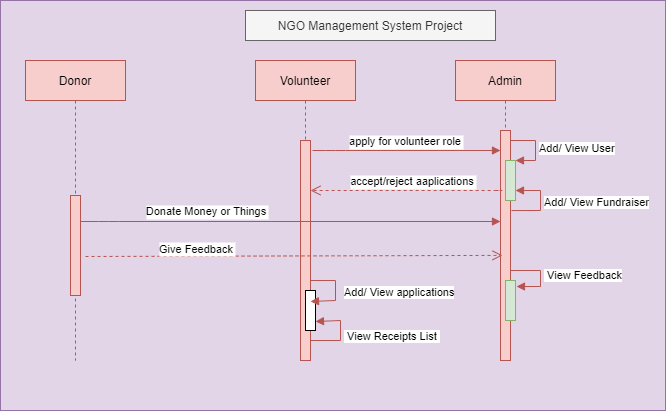 NGO Management System Project
Donor
Volunteer
Admin
apply for volunteer role
Add/ View User
accept/reject aaplications
Add/ View Fundraiser
Donate Money or Things
Give Feedback
View Feedback
Add/ View applications
View Receipts List